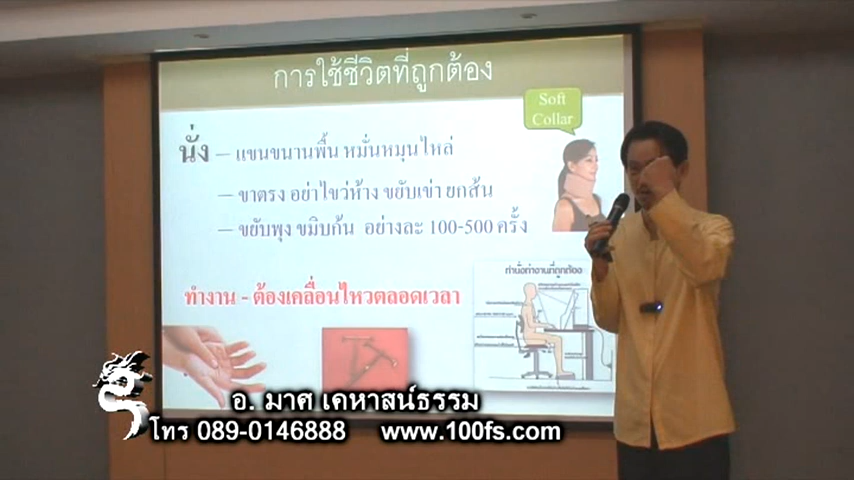 การใช้ชีวิตที่ถูกต้อง
Soft
Collar
นั่ง – แขนขนานพื้น หมั่นหมุนไหล่
– ขาตรง อย่าไขว่ห้าง ขยับเข่า ยกส้น
– ขยับพุง ขมิบก้น อย่างละ 100-500 ครั้ง
ทำงาน - ต้องเคลื่อนไหวตลอดเวลา
ท่านั่งทำงานที่ถูกต้อง
อ. มาศ เคหาสน์ธรรม
โทร 089-0146888 www.100fs.com